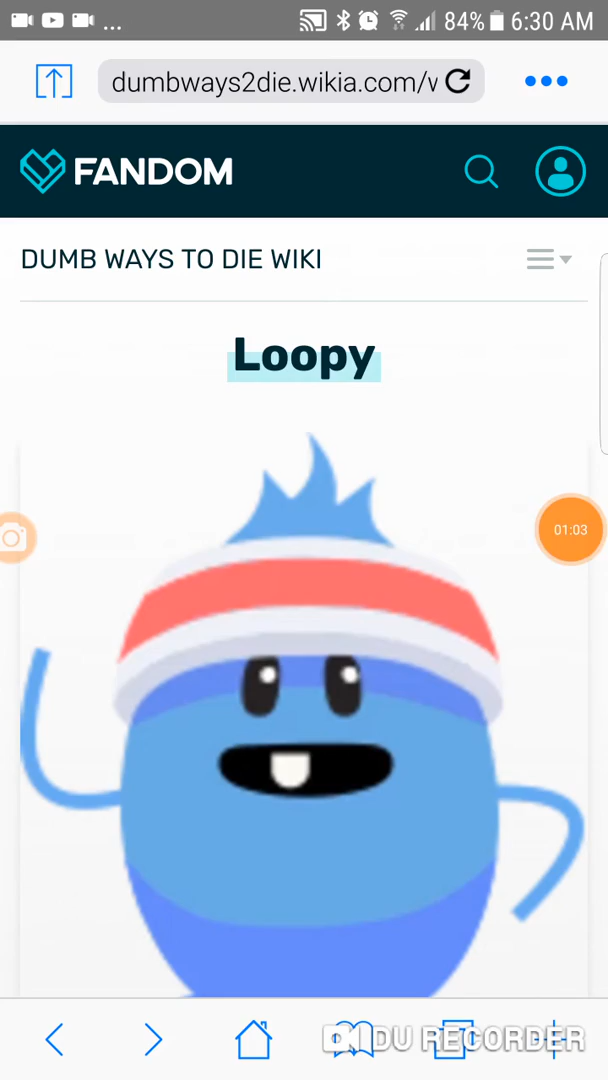 ... 84% 6:30 AM
dumbways2die.wikia.com/w
FANDOM
DUMB WAYS TO DIE WIKI
Loopy
01:03
DU RECORDER